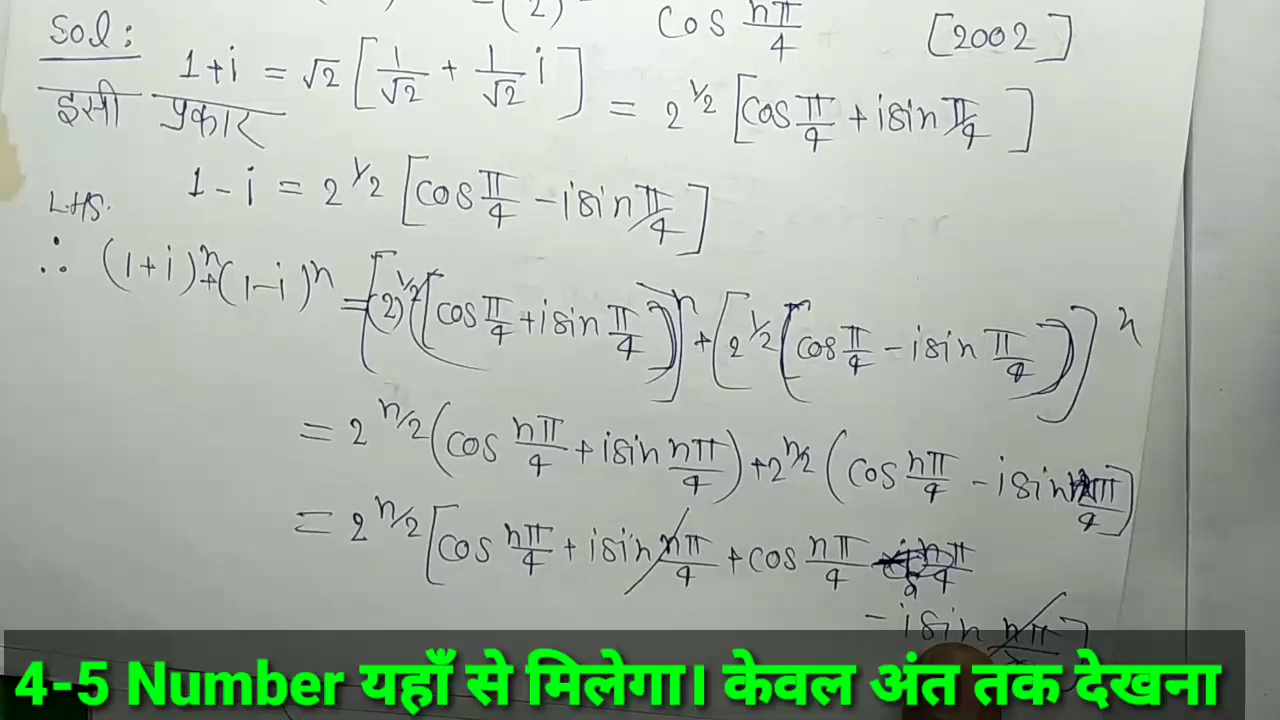 (2) cos nπ/4 [2002]
Sol:
1+i = √2 [1/√2 + 1/√2 i] = 2^1/2 [cos π/4 + i sin π/4]
इसी प्रकार
1-i = 2^1/2 [cos π/4 - i sin π/4]
L.H.S.
∴ (1+i)^n + (1-i)^n = [(2)^1/2 (cos π/4 + i sin π/4)]^n + [2^1/2 (cos π/4 - i sin π/4)]^n
= 2^n/2 (cos nπ/4 + i sin nπ/4) + 2^n/2 (cos nπ/4 - i sin nπ/4)
= 2^n/2 [cos nπ/4 + i sin nπ/4 + cos nπ/4
- i sin nπ/4]
4-5 Number यहाँ से मिलेगा। केवल अंत तक देखना